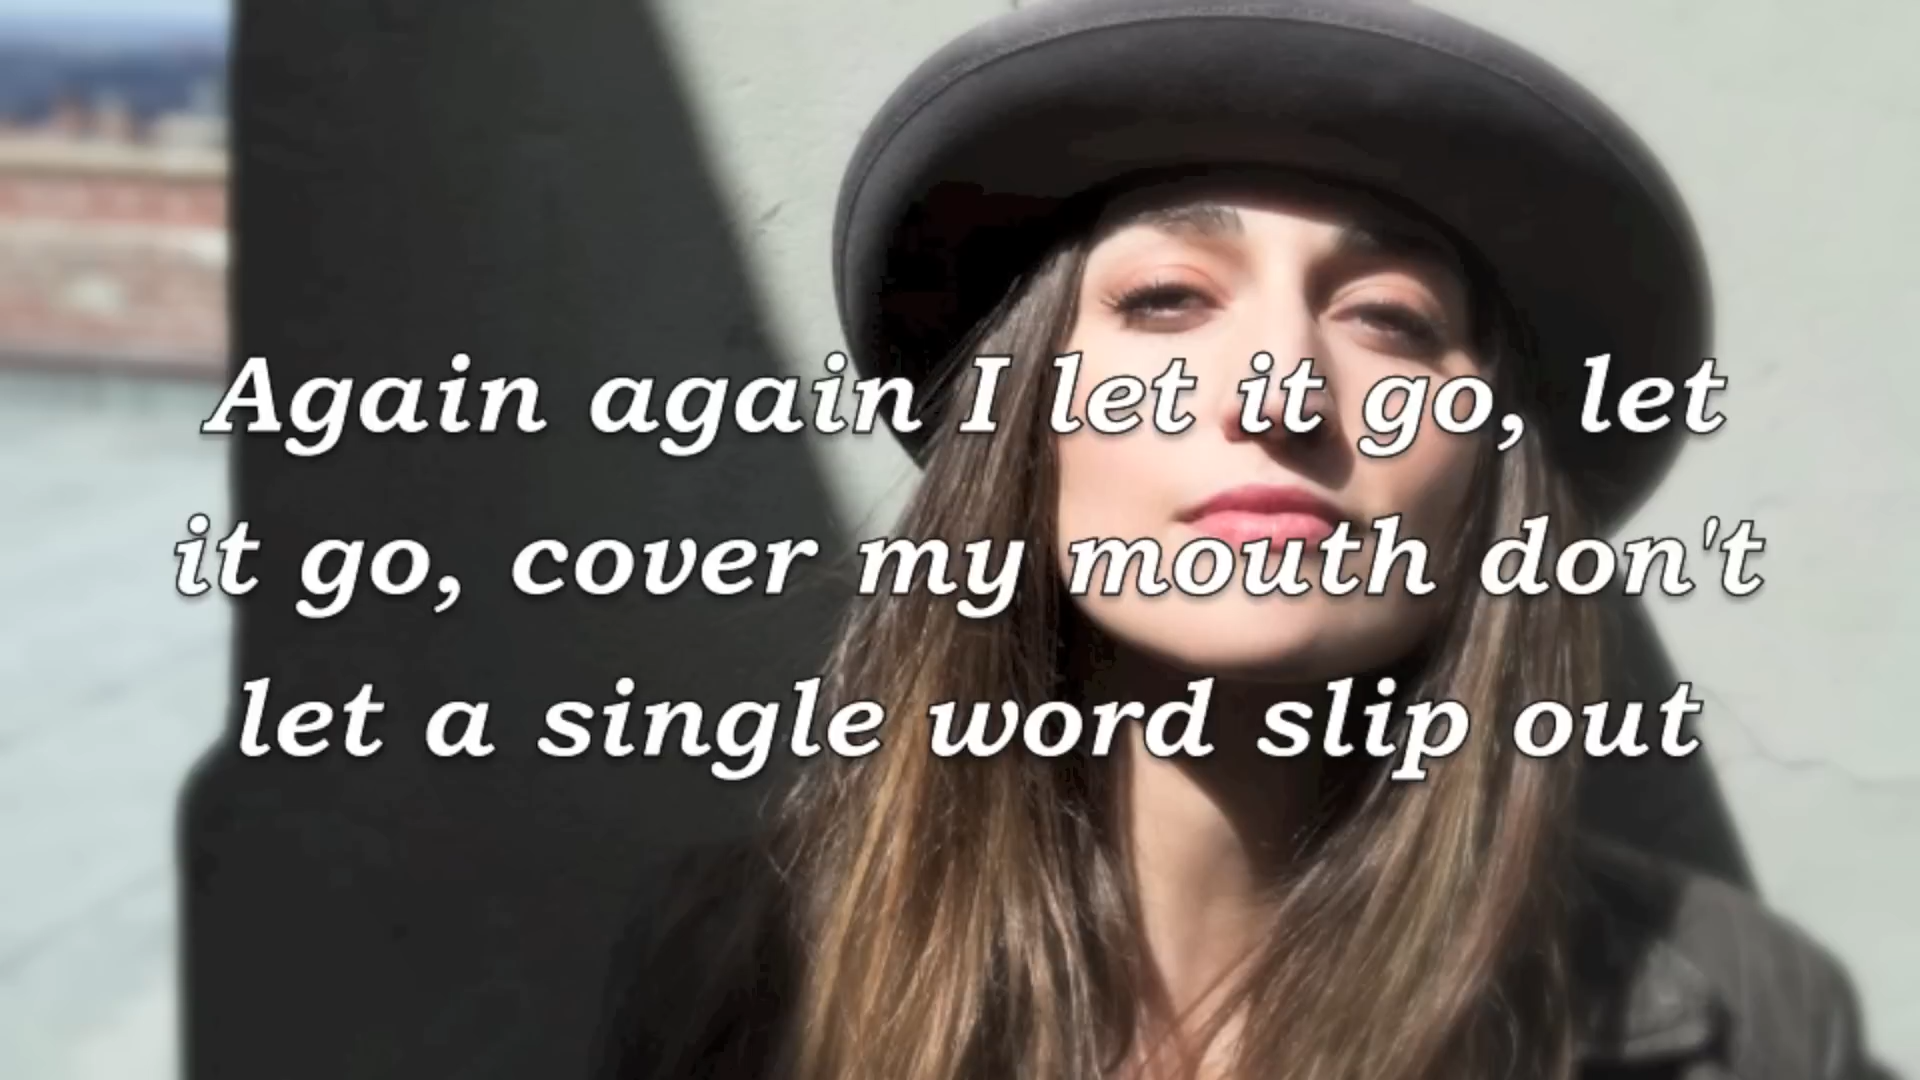 Again again I let it go, let
it go, cover my mouth don't
let a single word slip out